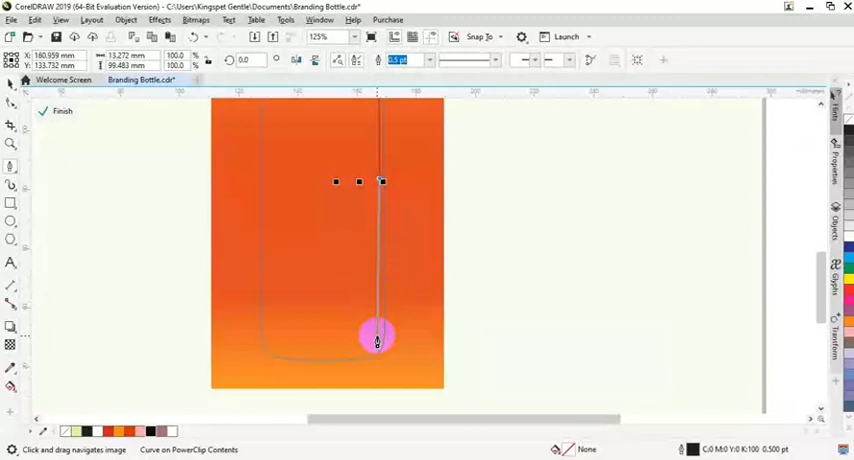 CorelDRAW 2019 (64-Bit Evaluation Version) - C:\Users\Kingspet Gentle\Documents\Branding Bottle.cdr*
File Edit View Layout Object Effects Bitmaps Text Table Tools Window Help Purchase
125% Snap To Launch
X: 160.959 mm 13.272 mm 100.0 % 0.0 ° 0.5 pt
Y: 133.732 mm 99.483 mm 100.0 %
Welcome Screen Branding Bottle.cdr*
Finish
Hints
Properties
Objects
Glyphs
Transform
Click and drag navigates image Curve on PowerClip Contents None C:0 M:0 Y:0 K:100 0.500 pt